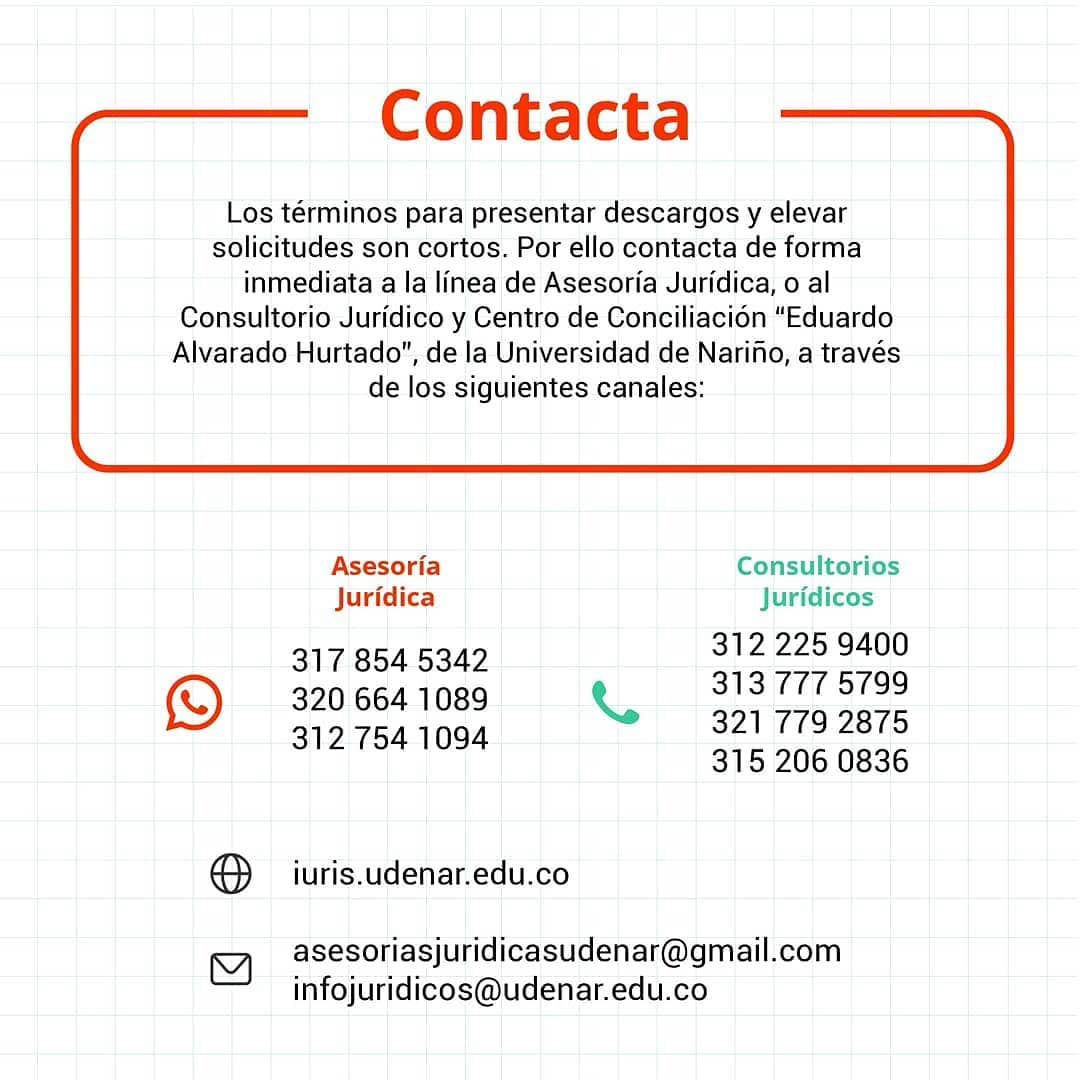 Contacta
Los términos para presentar descargos y elevar
solicitudes son cortos. Por ello contacta de forma
inmediata a la línea de Asesoría Jurídica, o al
Consultorio Jurídico y Centro de Conciliación “Eduardo
Alvarado Hurtado”, de la Universidad de Nariño, a través
de los siguientes canales:
Asesoría
Jurídica
317 854 5342
320 664 1089
312 754 1094
Consultorios
Jurídicos
312 225 9400
313 777 5799
321 779 2875
315 206 0836
iuris.udenar.edu.co
asesoriasjuridicasudenar@gmail.com
infojuridicos@udenar.edu.co